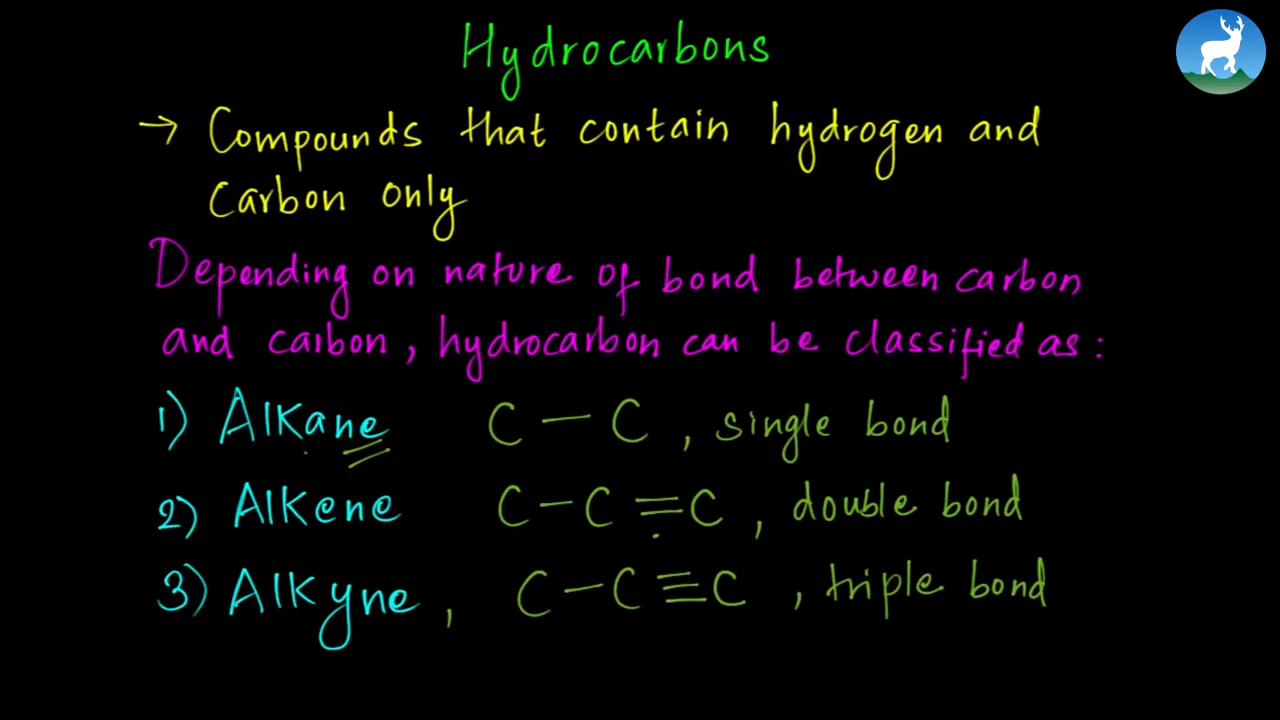 Hydrocarbons
→ Compounds that contain hydrogen and
carbon only
Depending on nature of bond between carbon
and carbon, hydrocarbon can be classified as:
1) Alkane C - C, single bond
2) Alkene C - C = C, double bond
3) Alkyne, C - C ≡ C, triple bond